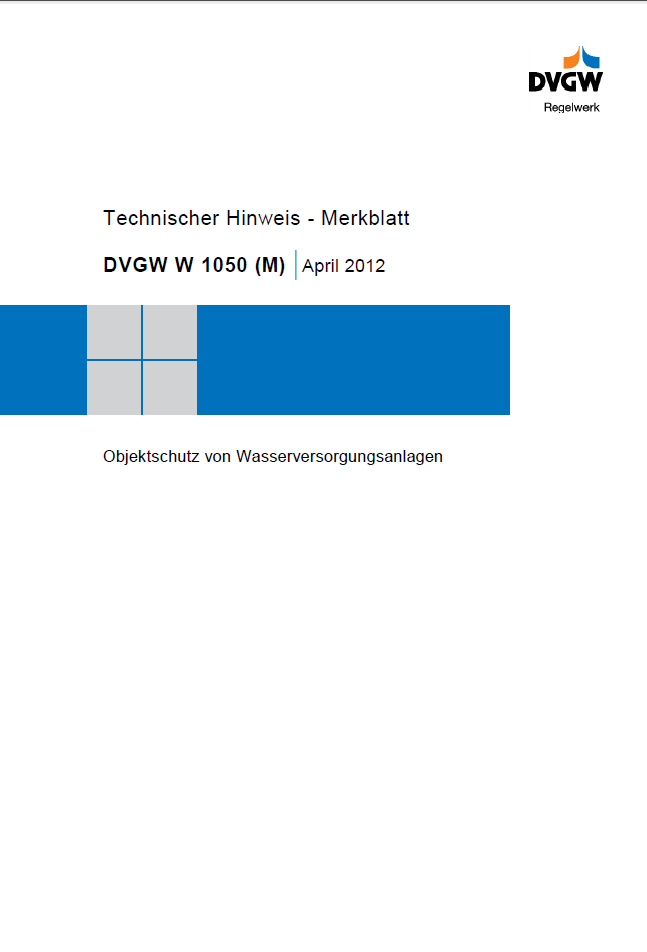 DVGW
Regelwerk
Technischer Hinweis - Merkblatt
DVGW W 1050 (M) April 2012
Objektschutz von Wasserversorgungsanlagen